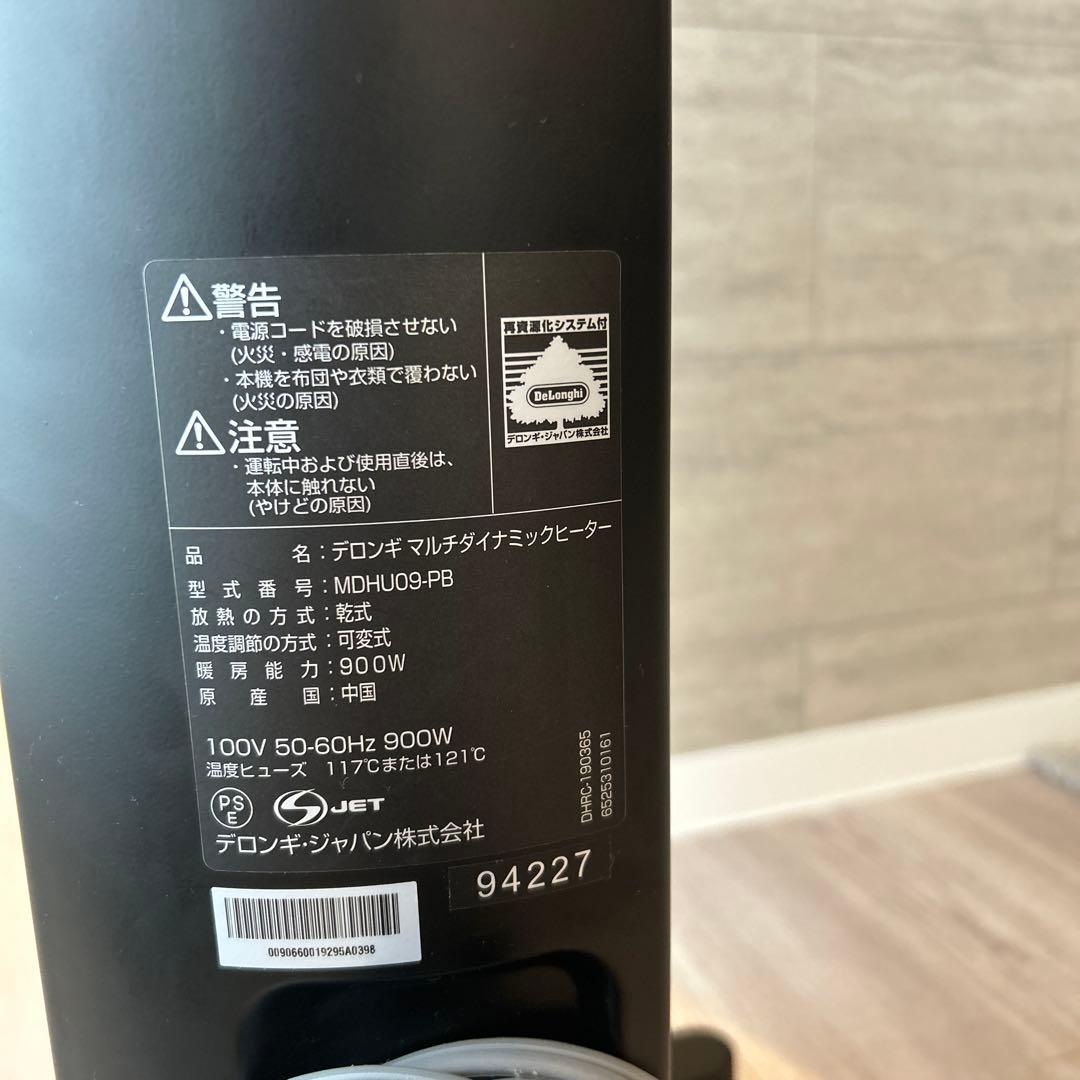 警告
・電源コードを破損させない
(火災・感電の原因)
・本機を布団や衣類で覆わない
(火災の原因)
注意
・運転中および使用直後は、
本体に触れない
(やけどの原因)
再資源化システム付
DeLonghi
デロンギ・ジャパン株式会社
品名：デロンギ マルチダイナミックヒーター
型式番号：MDHU09-PB
放熱の方式：乾式
温度調節の方式：可変式
暖房能力：900W
原産国：中国
100V 50-60Hz 900W
温度ヒューズ 117℃または121℃
PSE
JET
デロンギ・ジャパン株式会社
DHRC-190365
6525310161
94227
0090660019295A0398